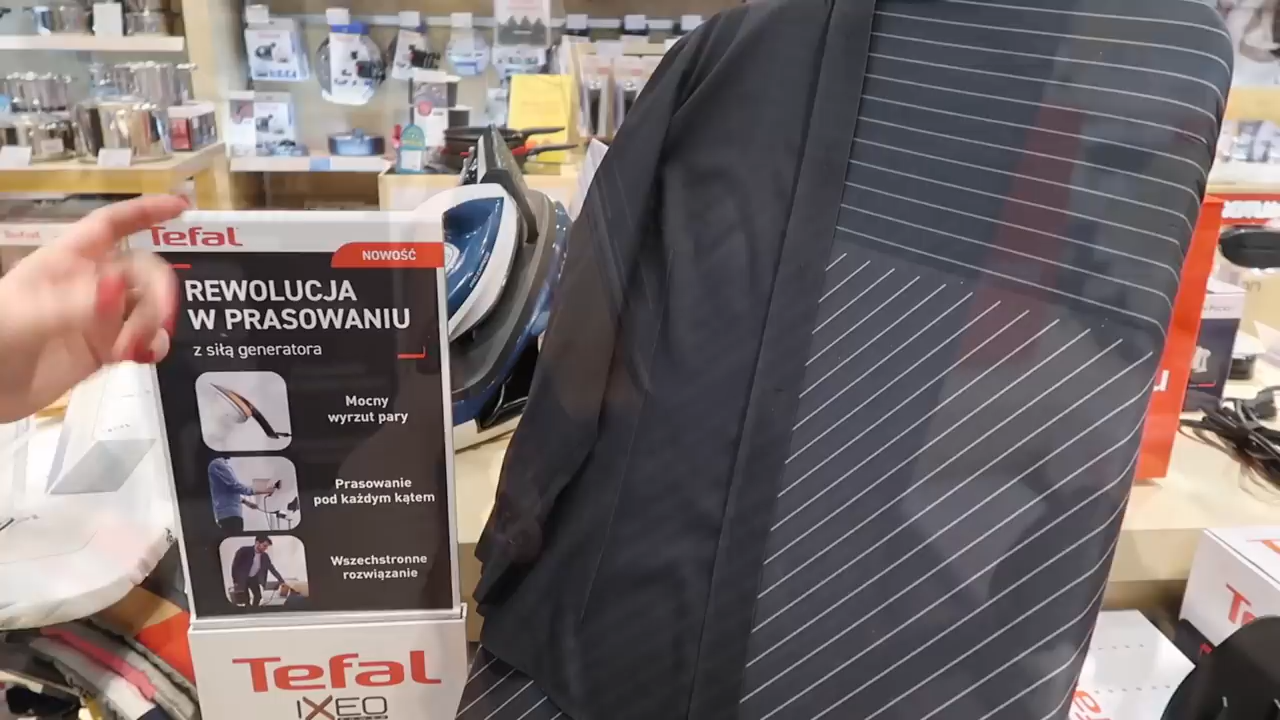 Tefal
NOWOŚĆ
REWOLUCJA
W PRASOWANIU
z siłą generatora
Mocny
wyrzut pary
Prasowanie
pod każdym kątem
Wszechstronne
rozwiązanie
Tefal
IXEO